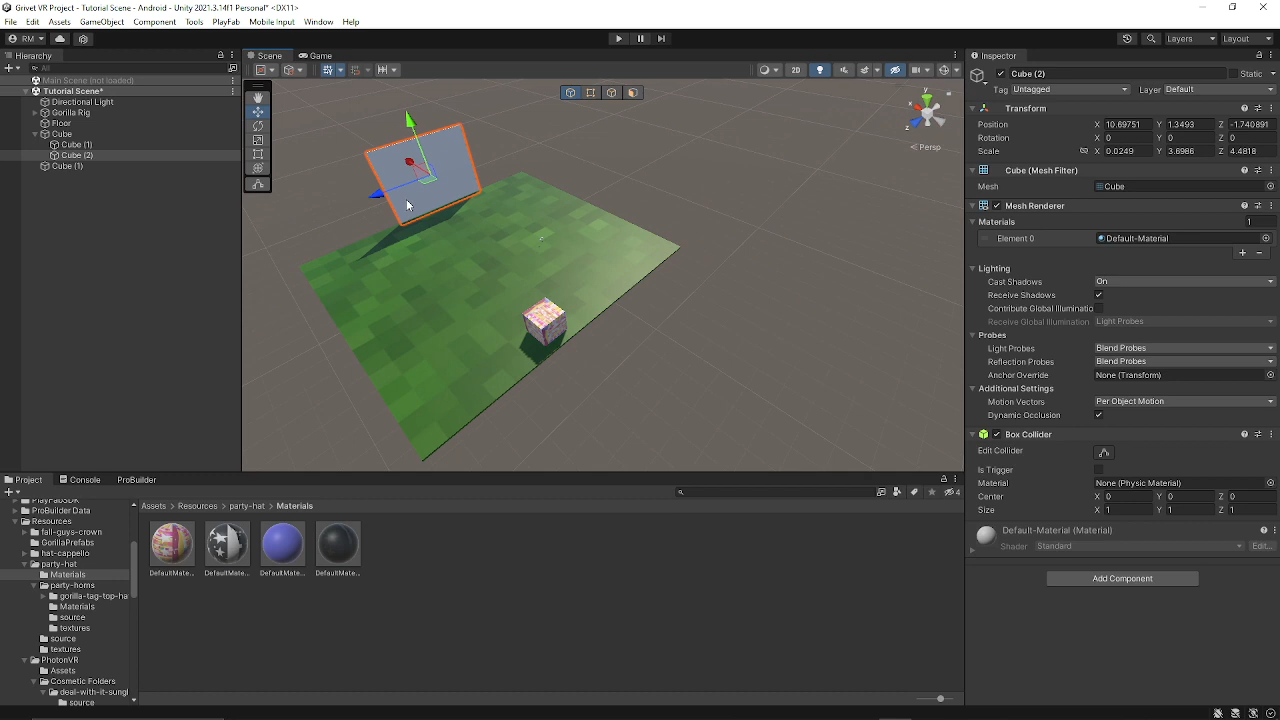 Grivet VR Project - Tutorial Scene - Android - Unity 2021.3.14f1 Personal* <DX11>
File Edit Assets GameObject Component Tools PlayFab Mobile Input Window Help
RM Layers Layout
Hierarchy
All
Main Scene (not loaded)
Tutorial Scene*
Directional Light
Gorilla Rig
Floor
Cube
Cube (1)
Cube (2)
Cube (1)
Scene Game
2D
y
x
z
Persp
Inspector
Cube (2) Static
Tag Untagged Layer Default
Transform
Position X 10.69751 Y 1.3493 Z -1.740891
Rotation X 0 Y 0 Z 0
Scale X 0.0249 Y 3.6986 Z 4.4818
Cube (Mesh Filter)
Mesh Cube
Mesh Renderer
Materials 1
Element 0 Default-Material
Lighting
Cast Shadows On
Receive Shadows
Contribute Global Illuminatio
Receive Global Illumination Light Probes
Probes
Light Probes Blend Probes
Reflection Probes Blend Probes
Anchor Override None (Transform)
Additional Settings
Motion Vectors Per Object Motion
Dynamic Occlusion
Box Collider
Edit Collider
Is Trigger
Material None (Physic Material)
Center X 0 Y 0 Z 0
Size X 1 Y 1 Z 1
Default-Material (Material)
Shader Standard Edit...
Add Component
Project Console ProBuilder
4
PlayFabSDK
ProBuilder Data
Resources
fall-guys-crown
GorillaPrefabs
hat-cappello
party-hat
Materials
party-horns
gorilla-tag-top-ha
Materials
source
textures
source
textures
PhotonVR
Assets
Cosmetic Folders
deal-with-it-sungl
source
Assets > Resources > party-hat > Materials
DefaultMate... DefaultMate... DefaultMate... DefaultMate...